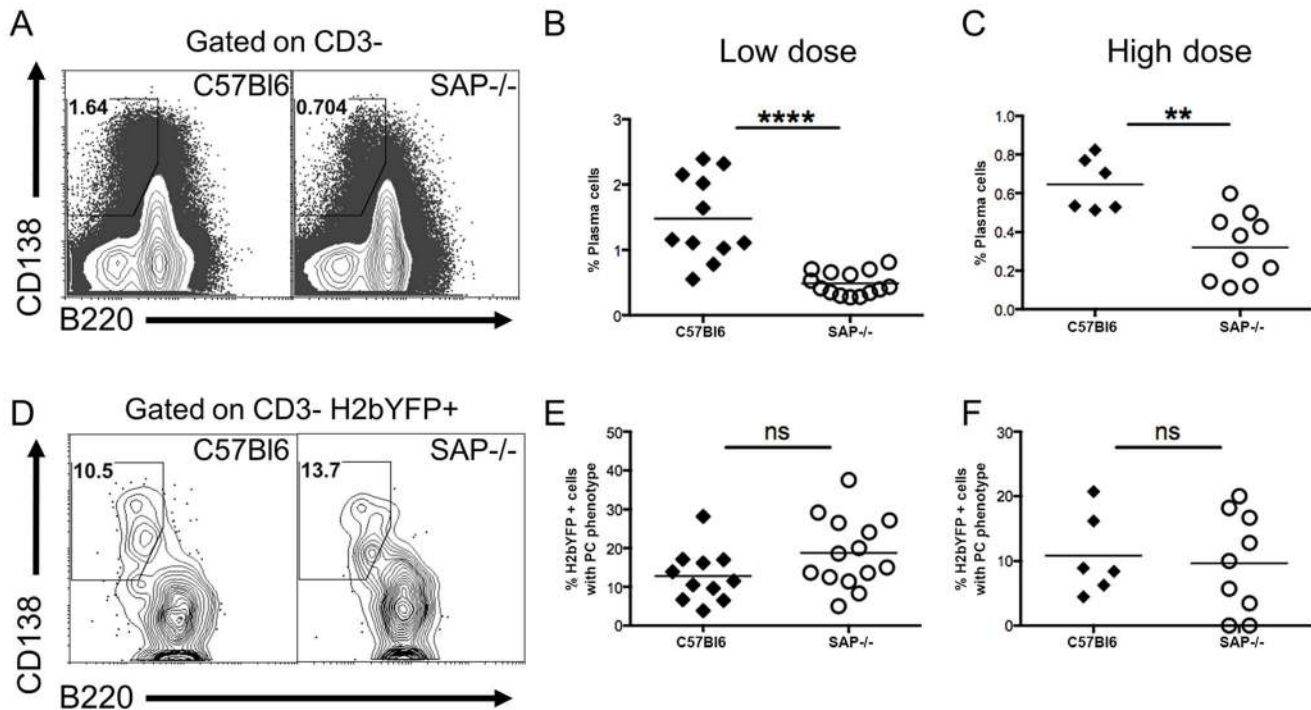 A
Gated on CD3-
C57Bl6
SAP-/-
1.64
0.704
CD138
B220
B
Low dose
****
3
2
1
0
% Plasma cells
C57Bl6
SAP-/-
C
High dose
**
1.0
0.8
0.6
0.4
0.2
0.0
% Plasma cells
C57Bl6
SAP-/-
D
Gated on CD3- H2bYFP+
C57Bl6
SAP-/-
10.5
13.7
CD138
B220
E
ns
50
40
30
20
10
0
% H2bYFP + cells
with PC phenotype
C57Bl6
SAP-/-
F
ns
30
20
10
0
% H2bYFP + cells
with PC phenotype
C57Bl6
SAP-/-